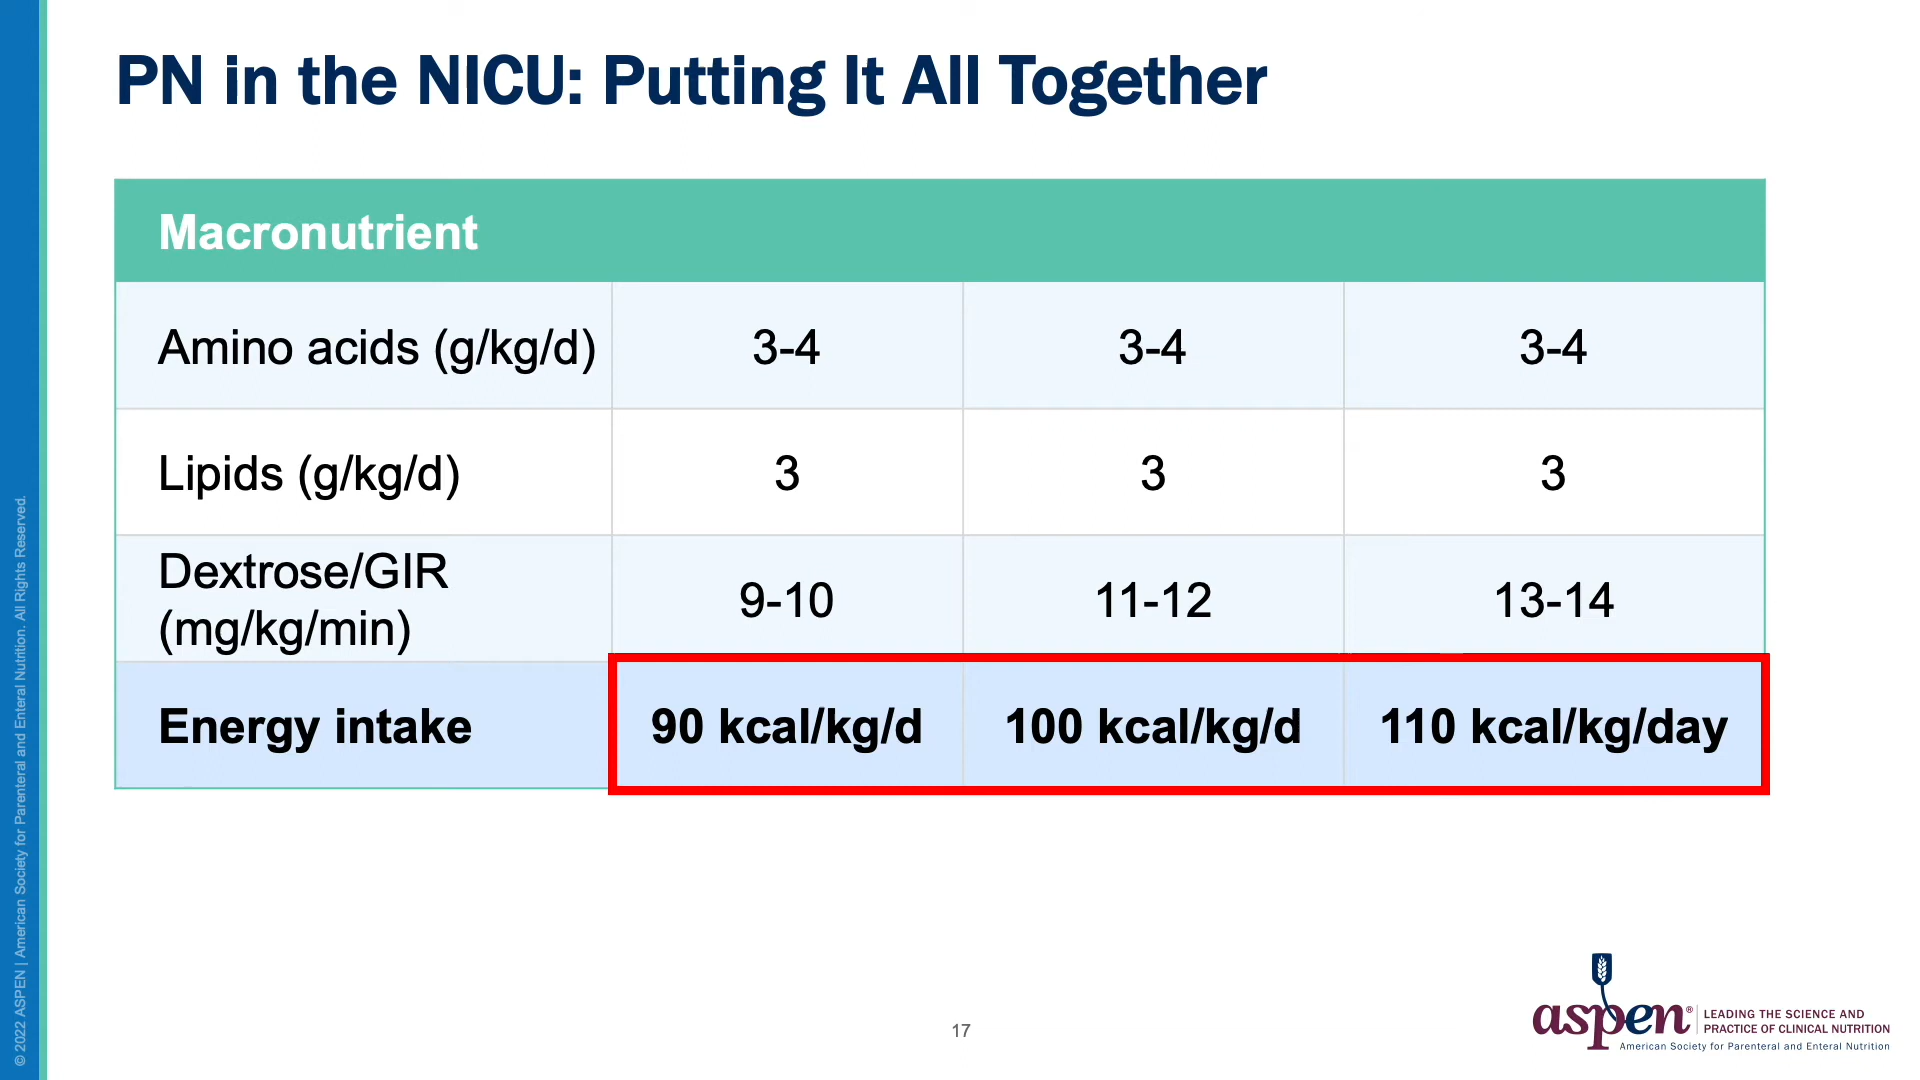 PN in the NICU: Putting It All Together
Macronutrient
Amino acids (g/kg/d) 3-4 3-4 3-4
Lipids (g/kg/d) 3 3 3
Dextrose/GIR
(mg/kg/min) 9-10 11-12 13-14
Energy intake 90 kcal/kg/d 100 kcal/kg/d 110 kcal/kg/day
© 2022 ASPEN | American Society for Parenteral and Enteral Nutrition. All Rights Reserved.
17
aspen®
LEADING THE SCIENCE AND
PRACTICE OF CLINICAL NUTRITION
American Society for Parenteral and Enteral Nutrition